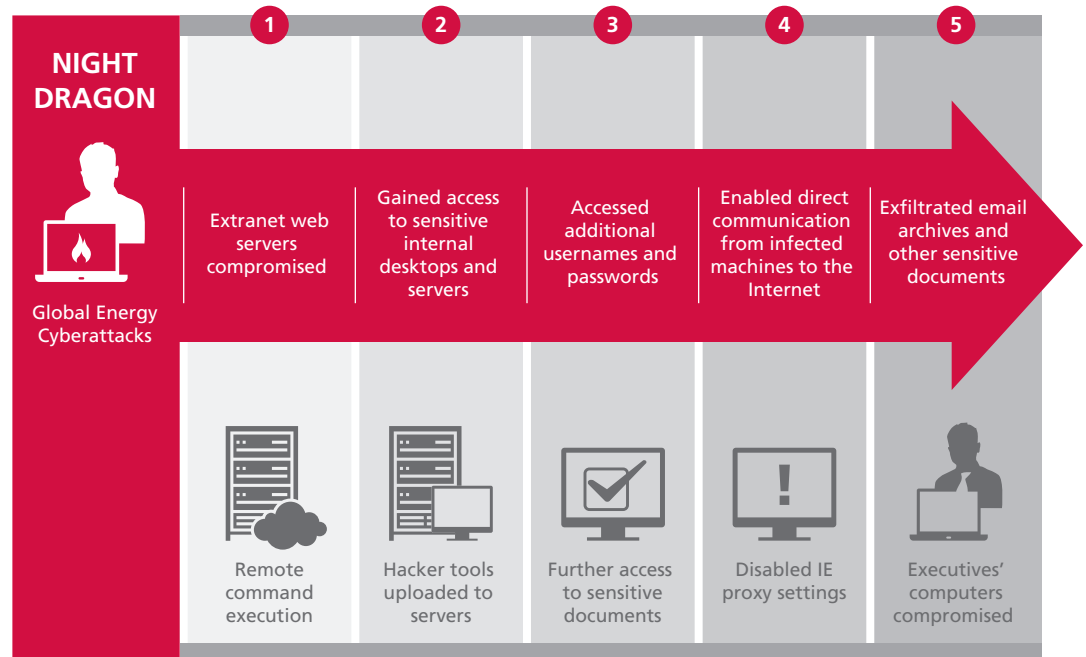 NIGHT
DRAGON
Global Energy
Cyberattacks
1
Extranet web
servers
compromised
Remote
command
execution
2
Gained access
to sensitive
internal
desktops and
servers
Hacker tools
uploaded to
servers
3
Accessed
additional
usernames and
passwords
Further access
to sensitive
documents
4
Enabled direct
communication
from infected
machines to the
Internet
Disabled IE
proxy settings
5
Exfiltrated email
archives and
other sensitive
documents
Executives’
computers
compromised